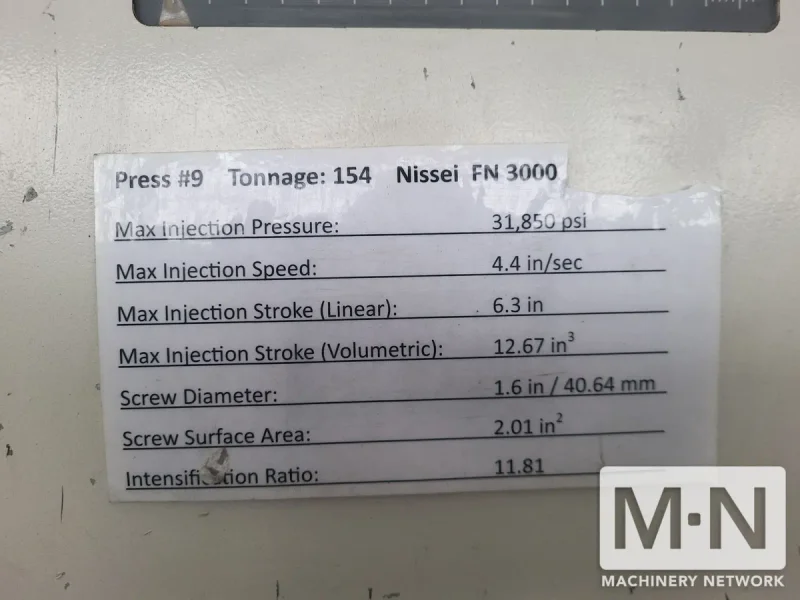 Press #9 Tonnage: 154 Nissei FN 3000
Max Injection Pressure: 31,850 psi
Max Injection Speed: 4.4 in/sec
Max Injection Stroke (Linear): 6.3 in
Max Injection Stroke (Volumetric): 12.67 in³
Screw Diameter: 1.6 in / 40.64 mm
Screw Surface Area: 2.01 in²
Intensification Ratio: 11.81
M·N
MACHINERY NETWORK